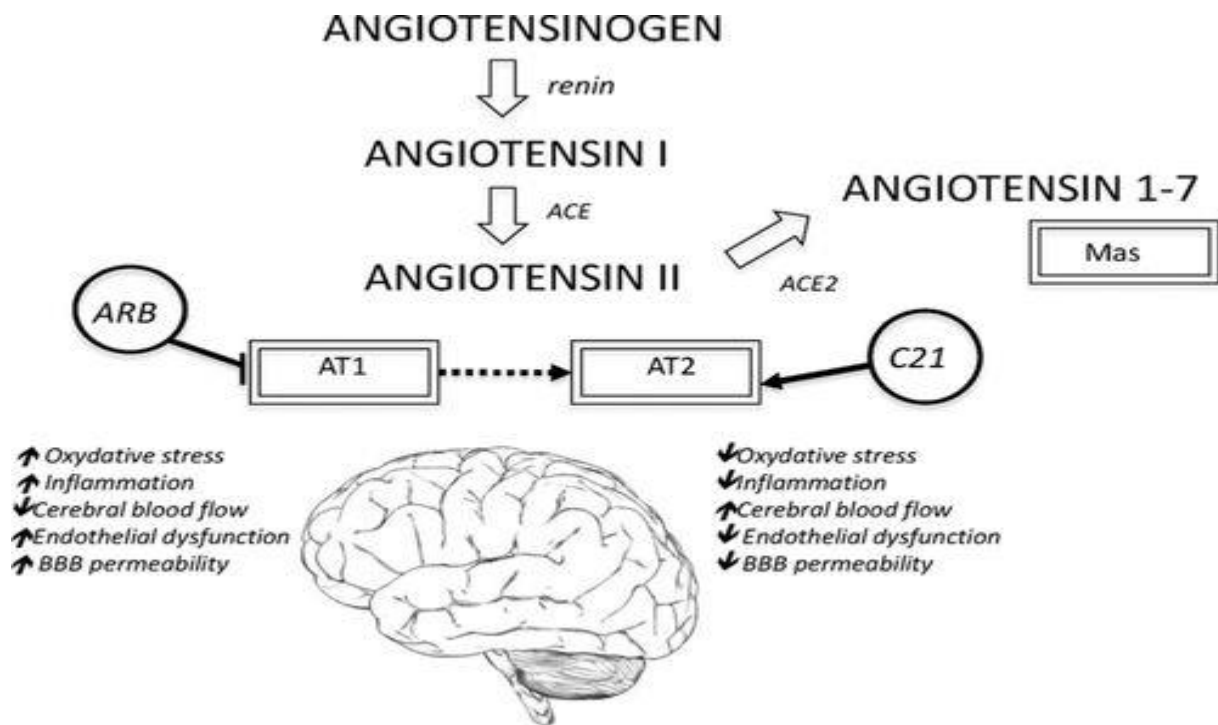 ANGIOTENSINOGEN
renin
ANGIOTENSIN I
ACE
ANGIOTENSIN 1-7
Mas
ANGIOTENSIN II
ACE2
ARB
AT1
AT2
C21
↑ Oxydative stress
↑ Inflammation
↓Cerebral blood flow
↑Endothelial dysfunction
↑ BBB permeability
↓Oxydative stress
↓Inflammation
↑Cerebral blood flow
↓ Endothelial dysfunction
↓ BBB permeability